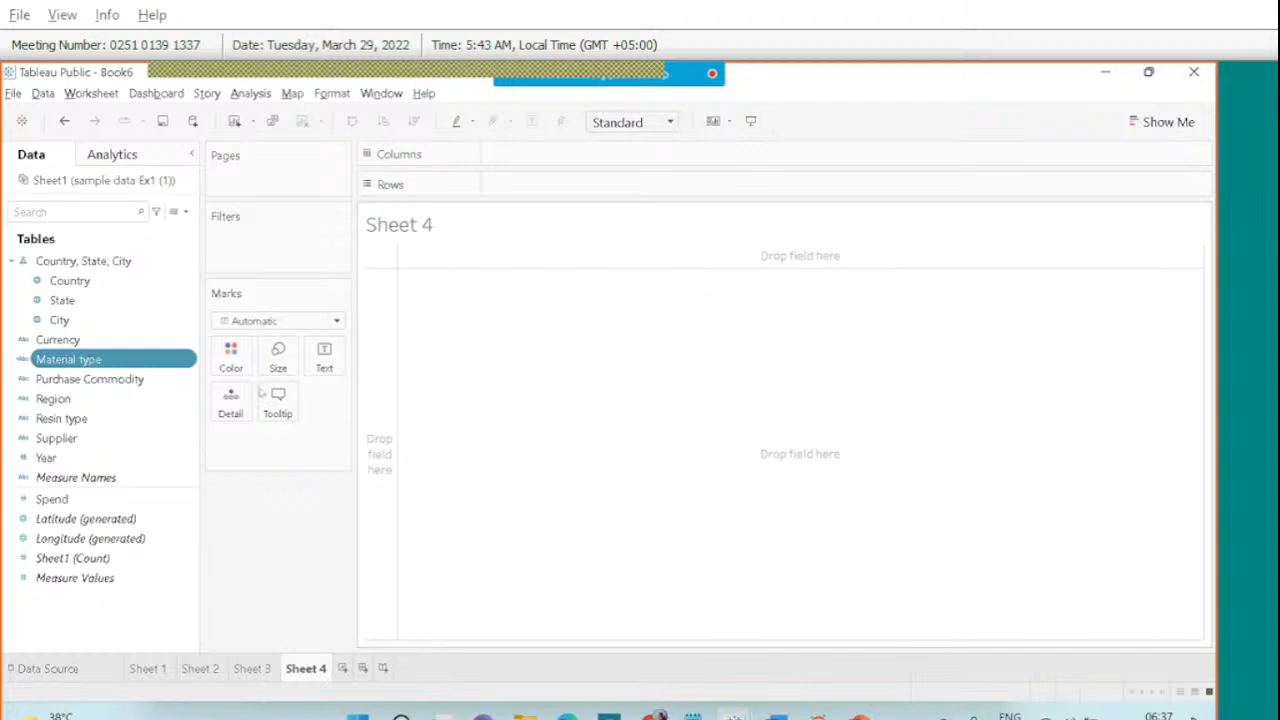 File View Info Help
Meeting Number: 0251 0139 1337 Date: Tuesday, March 29, 2022 Time: 5:43 AM, Local Time (GMT +05:00)
Tableau Public - Book6
File Data Worksheet Dashboard Story Analysis Map Format Window Help
Standard Show Me
Data Analytics Pages Columns
Sheet1 (sample data Ex1 (1)) Rows
Search Filters Sheet 4
Tables
Country, State, City Drop field here
Country
State Marks
City Automatic
Currency
Material type Color Size Text
Purchase Commodity
Region
Resin type Detail Tooltip
Supplier Drop field here
Year Drop field here
Measure Names
Spend
Latitude (generated)
Longitude (generated)
Sheet1 (Count)
Measure Values
Data Source Sheet 1 Sheet 2 Sheet 3 Sheet 4
38°C ENG 06:37